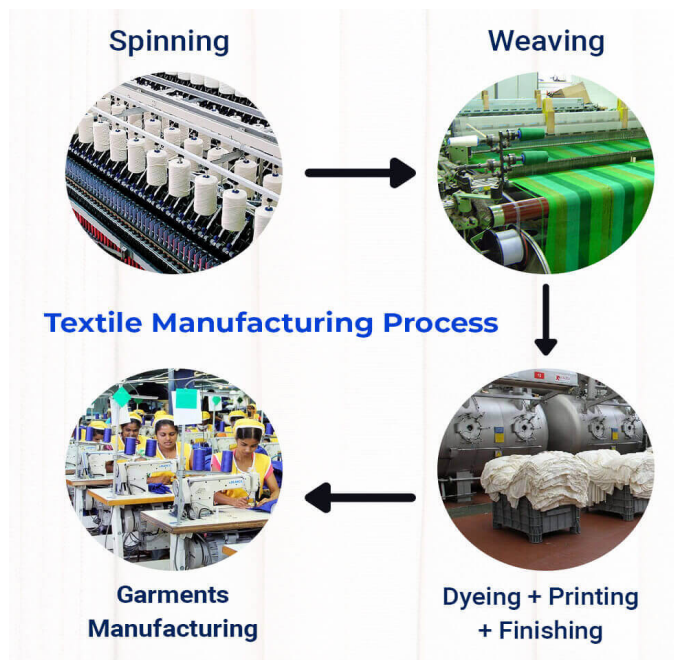 Spinning
Weaving
Textile Manufacturing Process
Garments
Manufacturing
Dyeing + Printing
+ Finishing